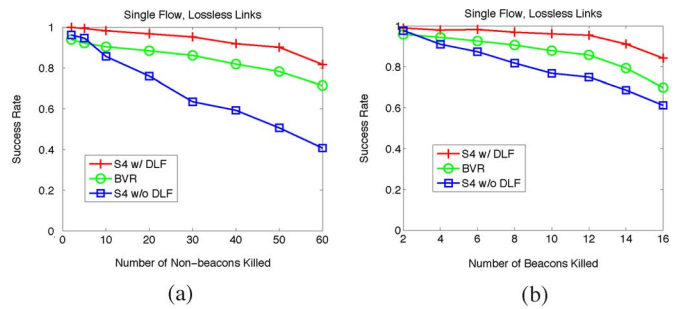 Single Flow, Lossless Links
1
0.8
0.6
0.4
0.2
0
Success Rate
S4 w/ DLF
BVR
S4 w/o DLF
0 10 20 30 40 50 60
Number of Non-beacons Killed
(a)
Single Flow, Lossless Links
1
0.8
0.6
0.4
0.2
0
Success Rate
S4 w/ DLF
BVR
S4 w/o DLF
2 4 6 8 10 12 14 16
Number of Beacons Killed
(b)